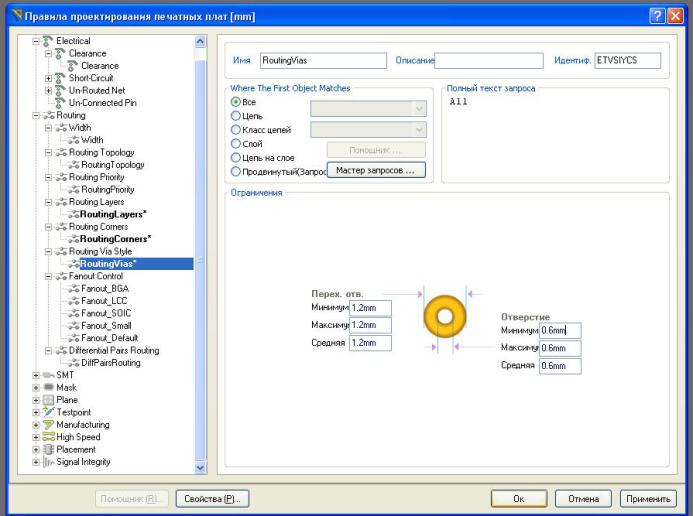 Правила проектирования печатных плат [mm]
Electrical
Clearance
Clearance
Short-Circuit
Un-Routed Net
Un-Connected Pin
Routing
Width
Width
Routing Topology
RoutingTopology
Routing Priority
RoutingPriority
Routing Layers
RoutingLayers*
Routing Corners
RoutingCorners*
Routing Via Style
RoutingVias*
Fanout Control
Fanout_BGA
Fanout_LCC
Fanout_SOIC
Fanout_Small
Fanout_Default
Differential Pairs Routing
DiffPairsRouting
SMT
Mask
Plane
Testpoint
Manufacturing
High Speed
Placement
Signal Integrity
Имя RoutingVias Описание Идентиф. ETVSIYCS
Where The First Object Matches
Все
Цепь
Класс цепей
Слой
Цепь на слое
Продвинутый(Запрос
Помощник ...
Мастер запросов ...
Полный текст запроса
All
Ограничения
Перех. отв.
Минимум 1.2mm
Максимум 1.2mm
Средняя 1.2mm
Отверстие
Минимум 0.6mm
Максимум 0.6mm
Средняя 0.6mm
Помощник (R)... Свойства (P)... Ок Отмена Применить